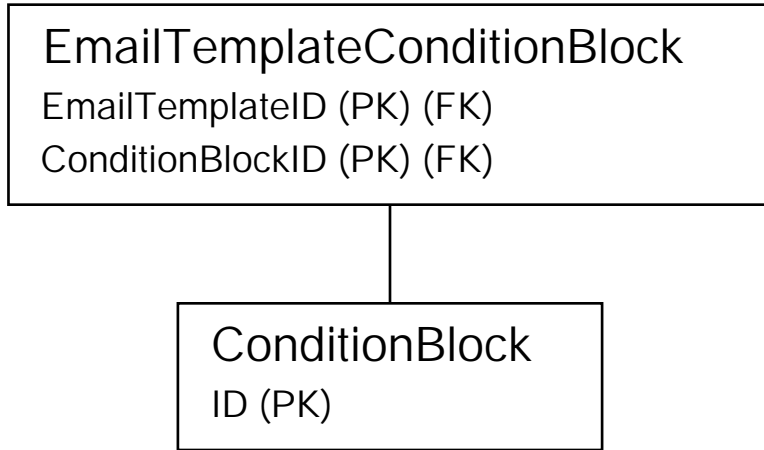 EmailTemplateConditionBlock
EmailTemplateID (PK) (FK)
ConditionBlockID (PK) (FK)
ConditionBlock
ID (PK)